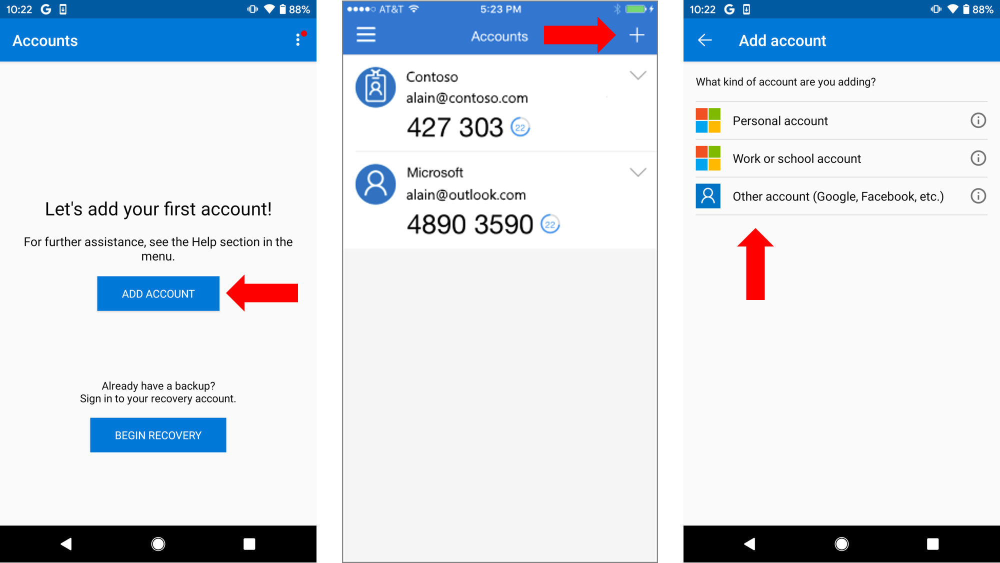 10:22
88%
Accounts
Let's add your first account!
For further assistance, see the Help section in the
menu.
ADD ACCOUNT
Already have a backup?
Sign in to your recovery account.
BEGIN RECOVERY
AT&T
5:23 PM
Accounts
Contoso
alain@contoso.com
427 303
22
Microsoft
alain@outlook.com
4890 3590
22
10:22
88%
Add account
What kind of account are you adding?
Personal account
Work or school account
Other account (Google, Facebook, etc.)